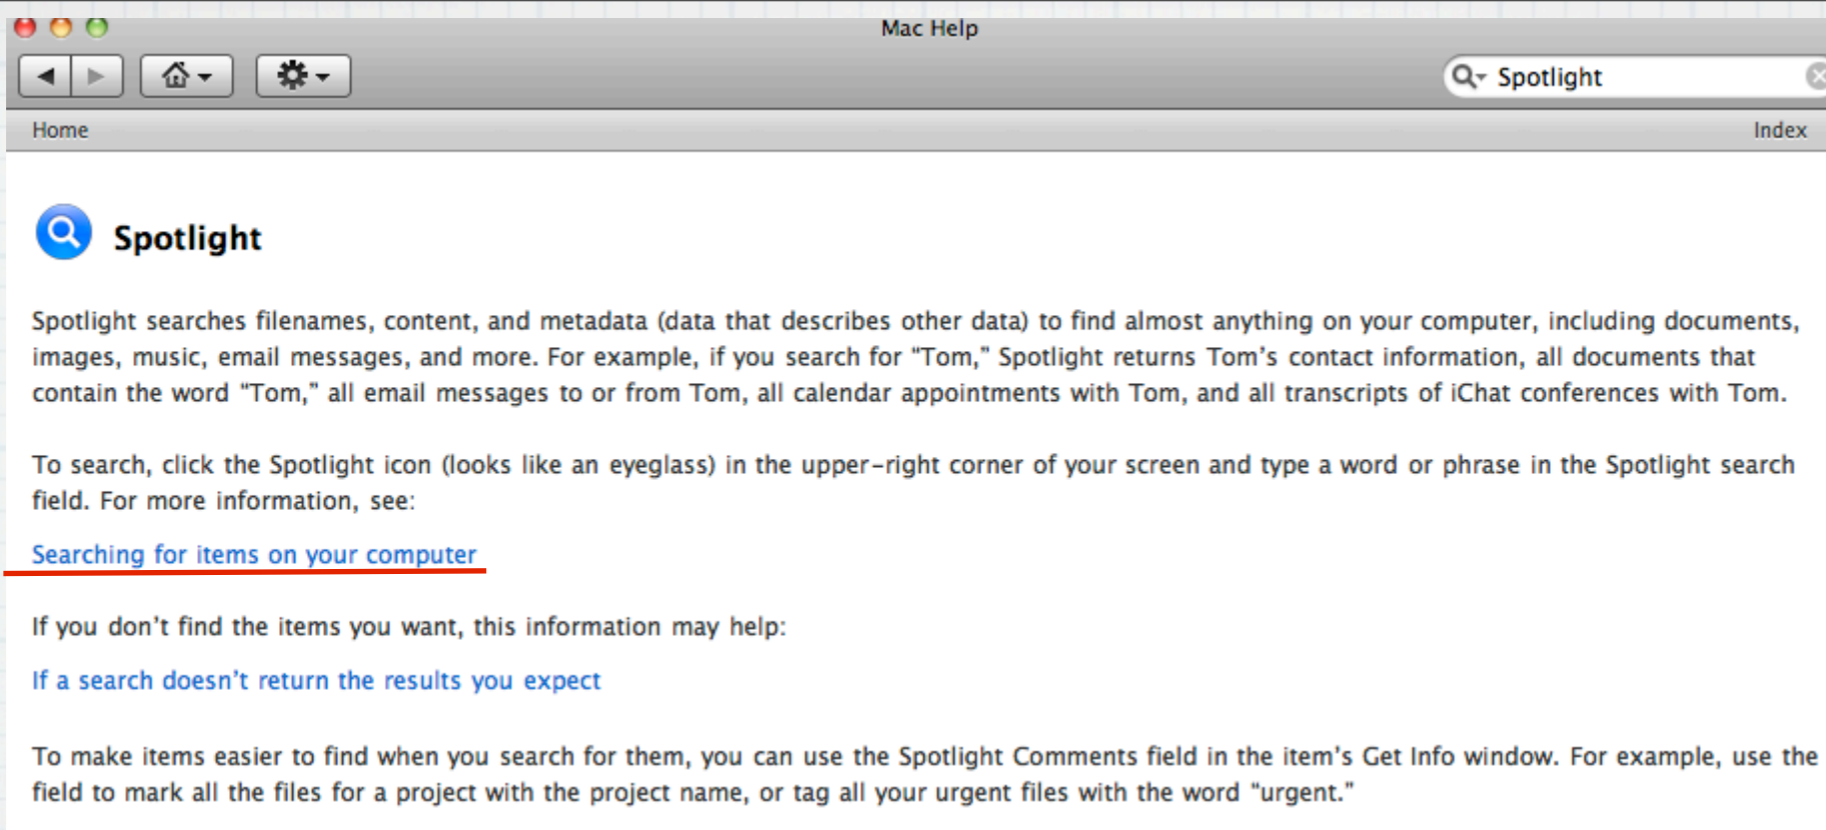 Mac Help
Spotlight
Home
Index
Spotlight
Spotlight searches filenames, content, and metadata (data that describes other data) to find almost anything on your computer, including documents,
images, music, email messages, and more. For example, if you search for “Tom,” Spotlight returns Tom’s contact information, all documents that
contain the word “Tom,” all email messages to or from Tom, all calendar appointments with Tom, and all transcripts of iChat conferences with Tom.
To search, click the Spotlight icon (looks like an eyeglass) in the upper-right corner of your screen and type a word or phrase in the Spotlight search
field. For more information, see:
Searching for items on your computer
If you don’t find the items you want, this information may help:
If a search doesn’t return the results you expect
To make items easier to find when you search for them, you can use the Spotlight Comments field in the item’s Get Info window. For example, use the
field to mark all the files for a project with the project name, or tag all your urgent files with the word “urgent.”